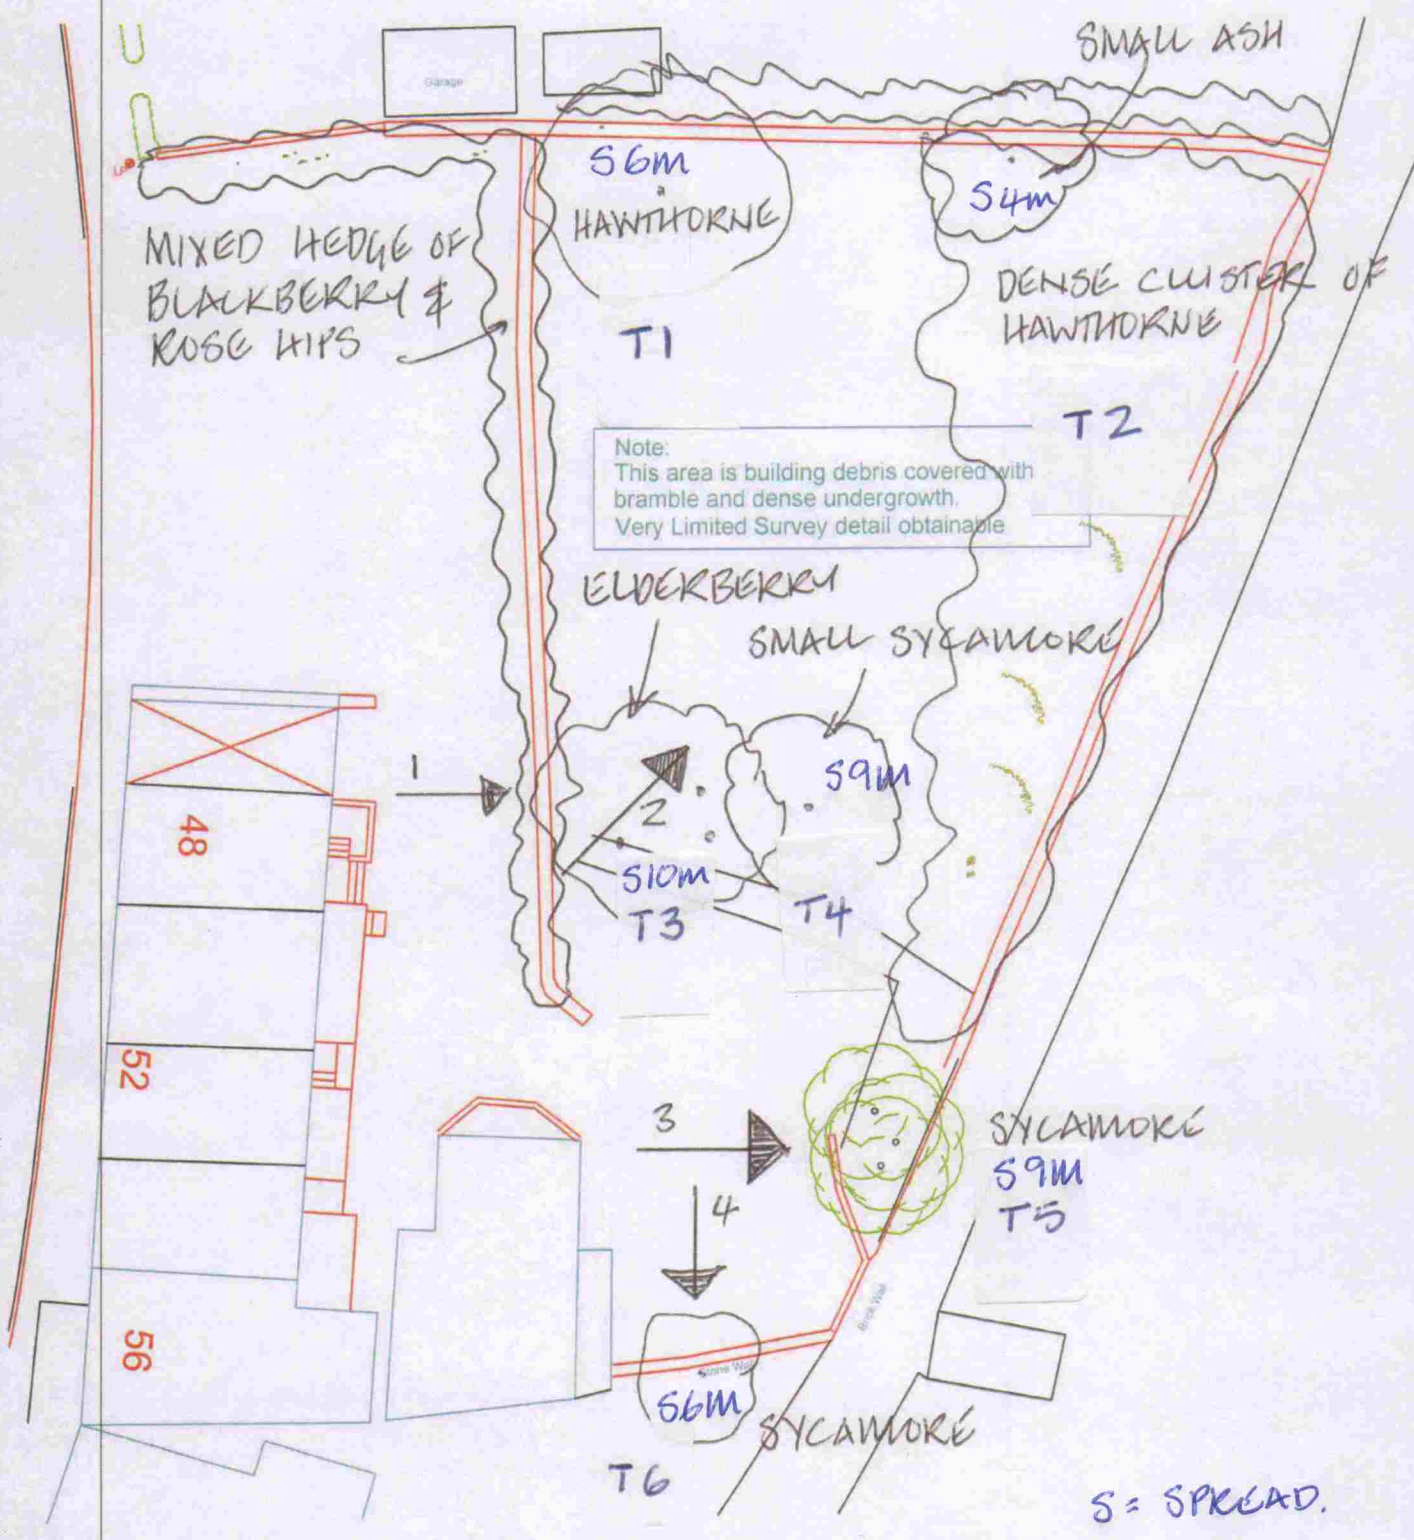 SMALL ASH
Garage
S6M
HAWTHORNE
S4M
MIXED HEDGE OF
BLACKBERRY &
ROSE HIPS
DENSE CLUSTER OF
HAWTHORNE
T1
T2
Note:
This area is building debris covered with
bramble and dense undergrowth.
Very Limited Survey detail obtainable
ELDERBERRY
SMALL SYCAMORE
1
2
S9M
48
S10M
T3
T4
52
3
SYCAMORE
S9M
T5
4
Brick Wall
56
Stone Wall
S6M
SYCAMORE
T6
S = SPREAD.